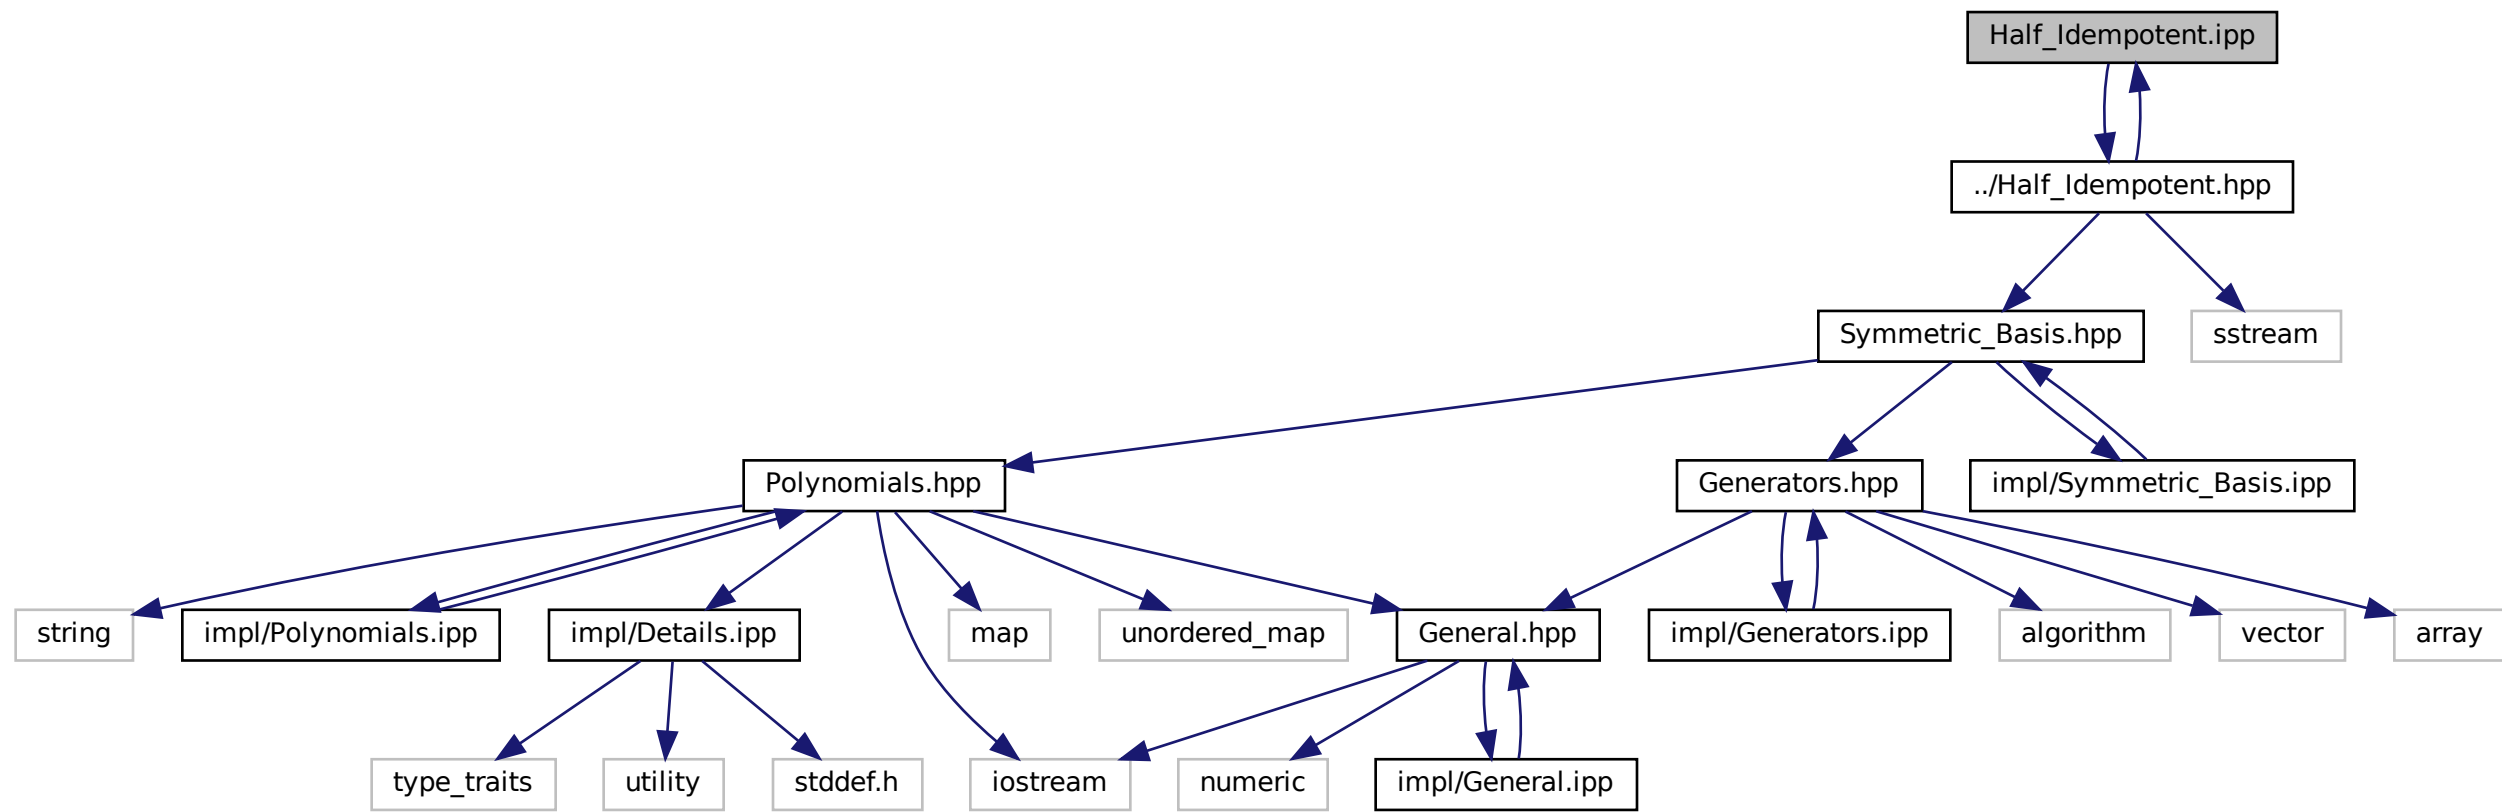 Half_Idempotent.ipp
../Half_Idempotent.hpp
Symmetric_Basis.hpp
sstream
Polynomials.hpp
Generators.hpp
impl/Symmetric_Basis.ipp
string
impl/Polynomials.ipp
impl/Details.ipp
map
unordered_map
General.hpp
impl/Generators.ipp
algorithm
vector
array
type_traits
utility
stddef.h
iostream
numeric
impl/General.ipp